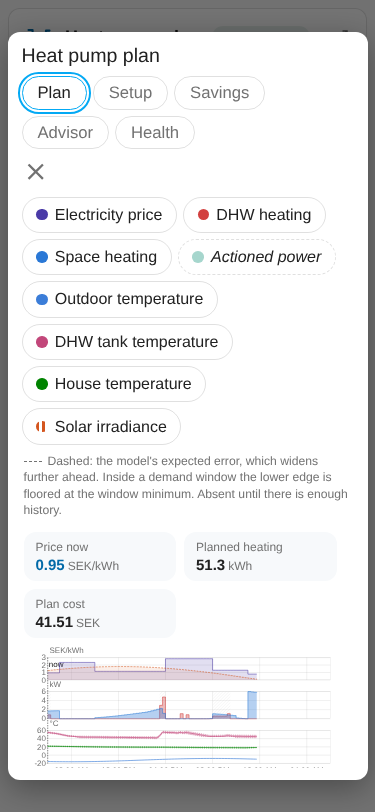 Heat pump plan
Plan
Setup
Savings
Advisor
Health
Electricity price
DHW heating
Space heating
Actioned power
Outdoor temperature
DHW tank temperature
House temperature
Solar irradiance
Dashed: the model's expected error, which widens
further ahead. Inside a demand window the lower edge is
floored at the window minimum. Absent until there is enough
history.
Price now
0.95 SEK/kWh
Planned heating
51.3 kWh
Plan cost
41.51 SEK
SEK/kWh
3
2
1
0
now
kW
6
4
2
0
°C
60
40
20
0
-20